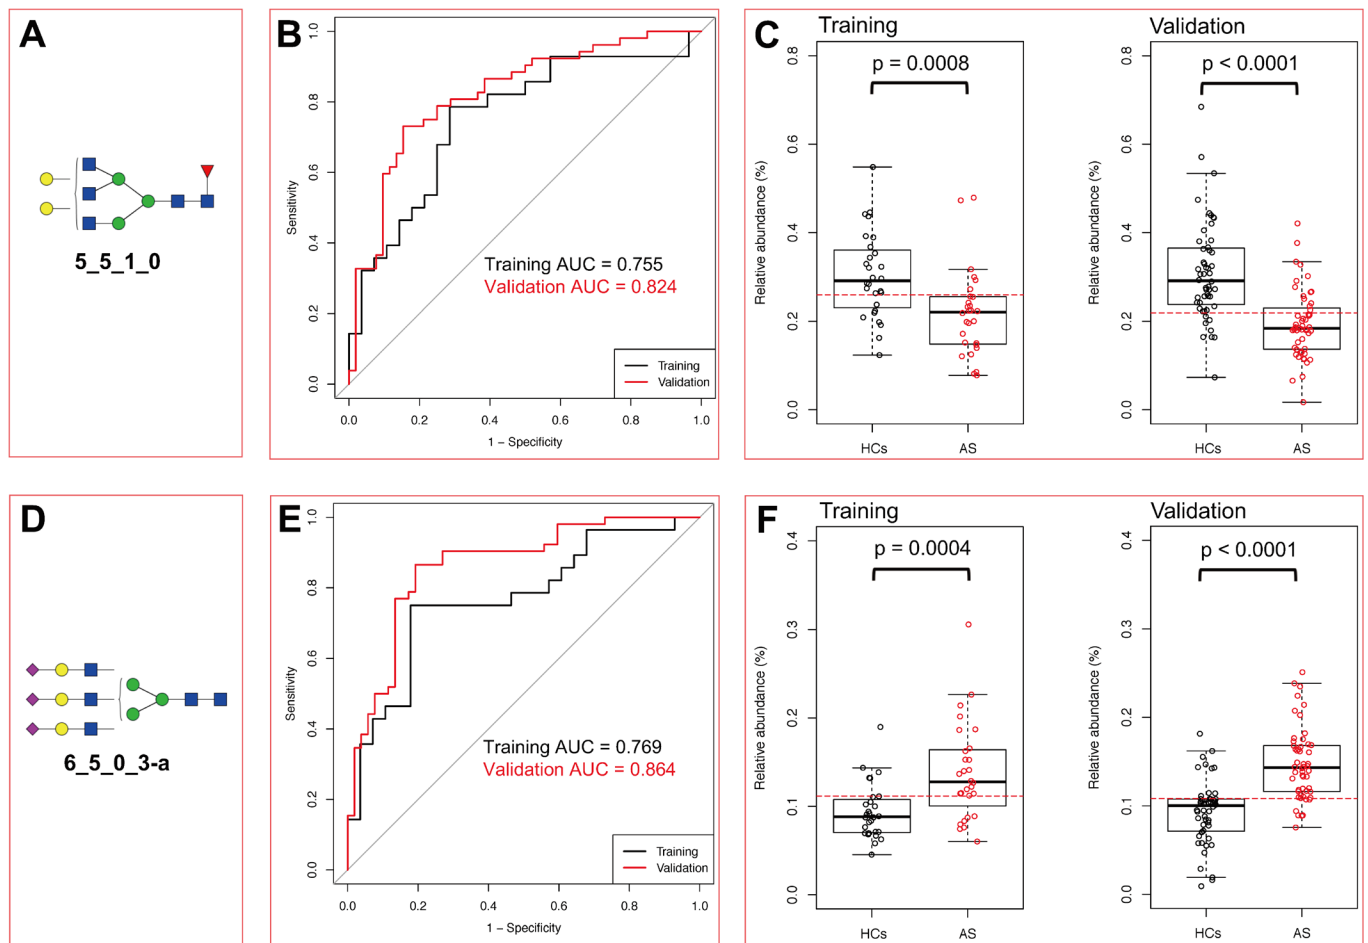 A
5_5_1_0
B
1.0
0.8
0.6
0.4
0.2
0.0
Sensitivity
Training AUC = 0.755
Validation AUC = 0.824
Training
Validation
0.0 0.2 0.4 0.6 0.8 1.0
1 − Specificity
C
Training
p = 0.0008
0.8
0.6
0.4
0.2
0.0
Relative abundance (%)
HCs AS
Validation
p < 0.0001
0.8
0.6
0.4
0.2
0.0
Relative abundance (%)
HCs AS
D
6_5_0_3-a
E
1.0
0.8
0.6
0.4
0.2
0.0
Sensitivity
Training AUC = 0.769
Validation AUC = 0.864
Training
Validation
0.0 0.2 0.4 0.6 0.8 1.0
1 − Specificity
F
Training
p = 0.0004
0.4
0.3
0.2
0.1
0.0
Relative abundance (%)
HCs AS
Validation
p < 0.0001
0.4
0.3
0.2
0.1
0.0
Relative abundance (%)
HCs AS